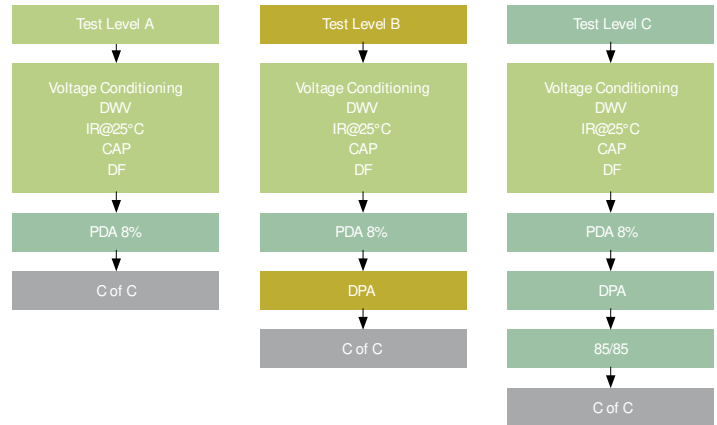 Test Level A
Voltage Conditioning
DWV
IR@25°C
CAP
DF
PDA 8%
C of C
Test Level B
Voltage Conditioning
DWV
IR@25°C
CAP
DF
PDA 8%
DPA
C of C
Test Level C
Voltage Conditioning
DWV
IR@25°C
CAP
DF
PDA 8%
DPA
85/85
C of C